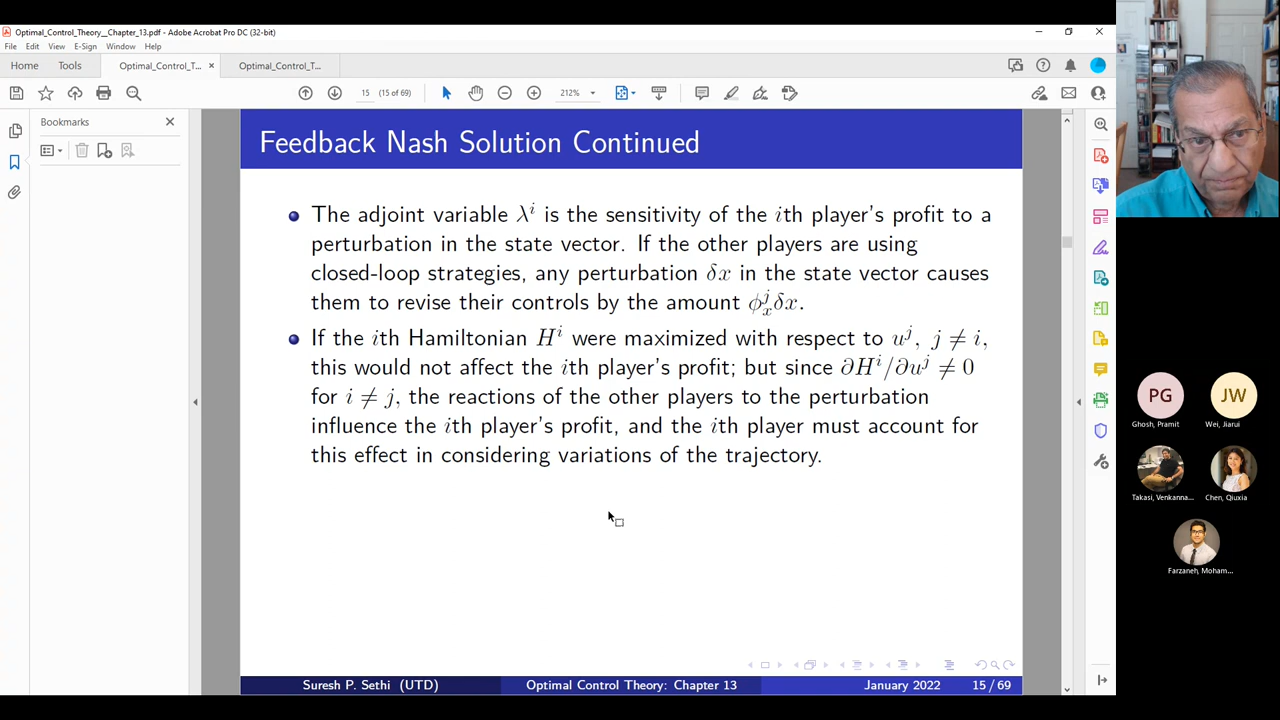 Optimal_Control_Theory__Chapter_13.pdf - Adobe Acrobat Pro DC (32-bit)
File Edit View E-Sign Window Help
Home Tools Optimal_Control_T... × Optimal_Control_T...
15 (15 of 69) 212%
Bookmarks
Feedback Nash Solution Continued
The adjoint variable λ^i is the sensitivity of the ith player's profit to a
perturbation in the state vector. If the other players are using
closed-loop strategies, any perturbation δx in the state vector causes
them to revise their controls by the amount ϕ_x^j δx.
If the ith Hamiltonian H^i were maximized with respect to u^j, j ≠ i,
this would not affect the ith player's profit; but since ∂H^i/∂u^j ≠ 0
for i ≠ j, the reactions of the other players to the perturbation
influence the ith player's profit, and the ith player must account for
this effect in considering variations of the trajectory.
Suresh P. Sethi (UTD) Optimal Control Theory: Chapter 13 January 2022 15 / 69
PG JW
Ghosh, Pramit Wei, Jiarui
Takasi, Venkanna... Chen, Qiuxia
Farzaneh, Moham...